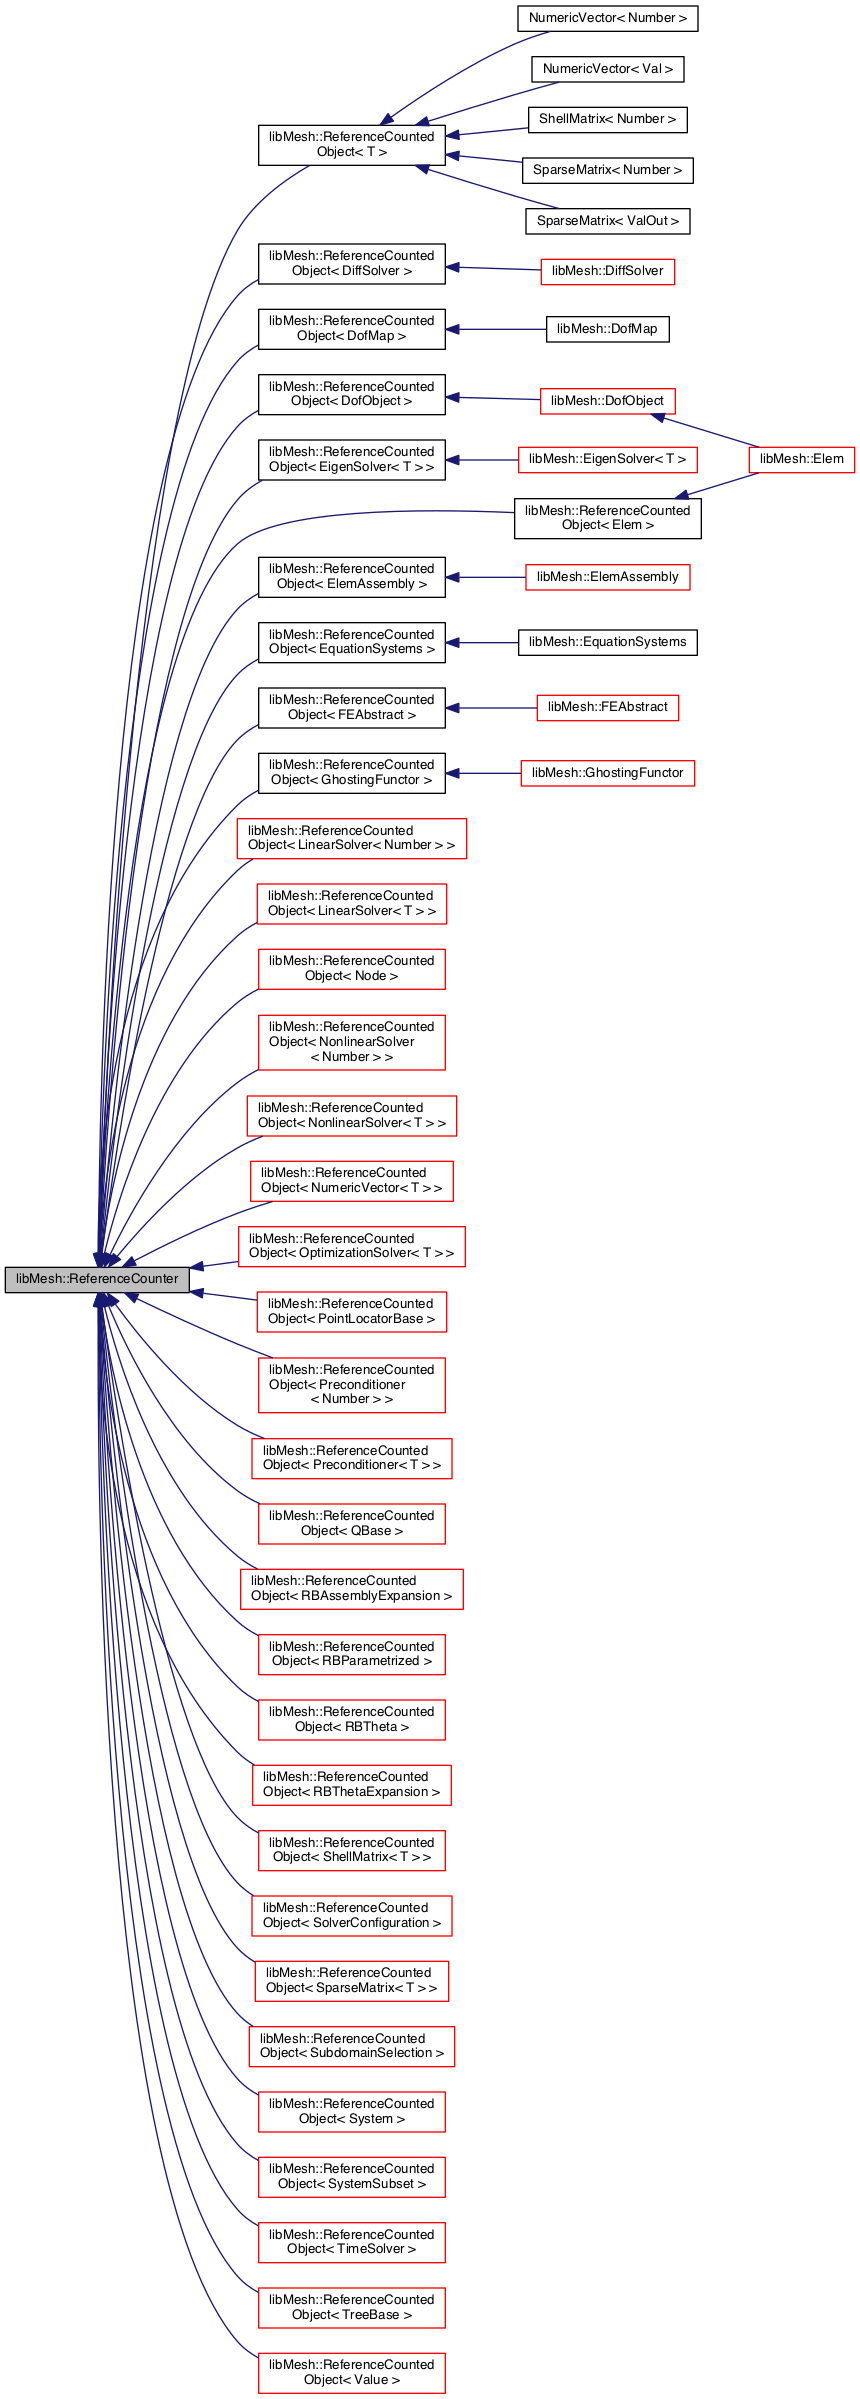 NumericVector< Number >
NumericVector< Val >
ShellMatrix< Number >
libMesh::ReferenceCounted
Object< T >
SparseMatrix< Number >
SparseMatrix< ValOut >
libMesh::ReferenceCounted
Object< DiffSolver >
libMesh::DiffSolver
libMesh::ReferenceCounted
Object< DofMap >
libMesh::DofMap
libMesh::ReferenceCounted
Object< DofObject >
libMesh::DofObject
libMesh::ReferenceCounted
Object< EigenSolver< T > >
libMesh::EigenSolver< T >
libMesh::Elem
libMesh::ReferenceCounted
Object< Elem >
libMesh::ReferenceCounted
Object< ElemAssembly >
libMesh::ElemAssembly
libMesh::ReferenceCounted
Object< EquationSystems >
libMesh::EquationSystems
libMesh::ReferenceCounted
Object< FEAbstract >
libMesh::FEAbstract
libMesh::ReferenceCounted
Object< GhostingFunctor >
libMesh::GhostingFunctor
libMesh::ReferenceCounted
Object< LinearSolver< Number > >
libMesh::ReferenceCounted
Object< LinearSolver< T > >
libMesh::ReferenceCounted
Object< Node >
libMesh::ReferenceCounted
Object< NonlinearSolver
< Number > >
libMesh::ReferenceCounted
Object< NonlinearSolver< T > >
libMesh::ReferenceCounted
Object< NumericVector< T > >
libMesh::ReferenceCounted
Object< OptimizationSolver< T > >
libMesh::ReferenceCounter
libMesh::ReferenceCounted
Object< PointLocatorBase >
libMesh::ReferenceCounted
Object< Preconditioner
< Number > >
libMesh::ReferenceCounted
Object< Preconditioner< T > >
libMesh::ReferenceCounted
Object< QBase >
libMesh::ReferenceCounted
Object< RBAssemblyExpansion >
libMesh::ReferenceCounted
Object< RBParametrized >
libMesh::ReferenceCounted
Object< RBTheta >
libMesh::ReferenceCounted
Object< RBThetaExpansion >
libMesh::ReferenceCounted
Object< ShellMatrix< T > >
libMesh::ReferenceCounted
Object< SolverConfiguration >
libMesh::ReferenceCounted
Object< SparseMatrix< T > >
libMesh::ReferenceCounted
Object< SubdomainSelection >
libMesh::ReferenceCounted
Object< System >
libMesh::ReferenceCounted
Object< SystemSubset >
libMesh::ReferenceCounted
Object< TimeSolver >
libMesh::ReferenceCounted
Object< TreeBase >
libMesh::ReferenceCounted
Object< Value >